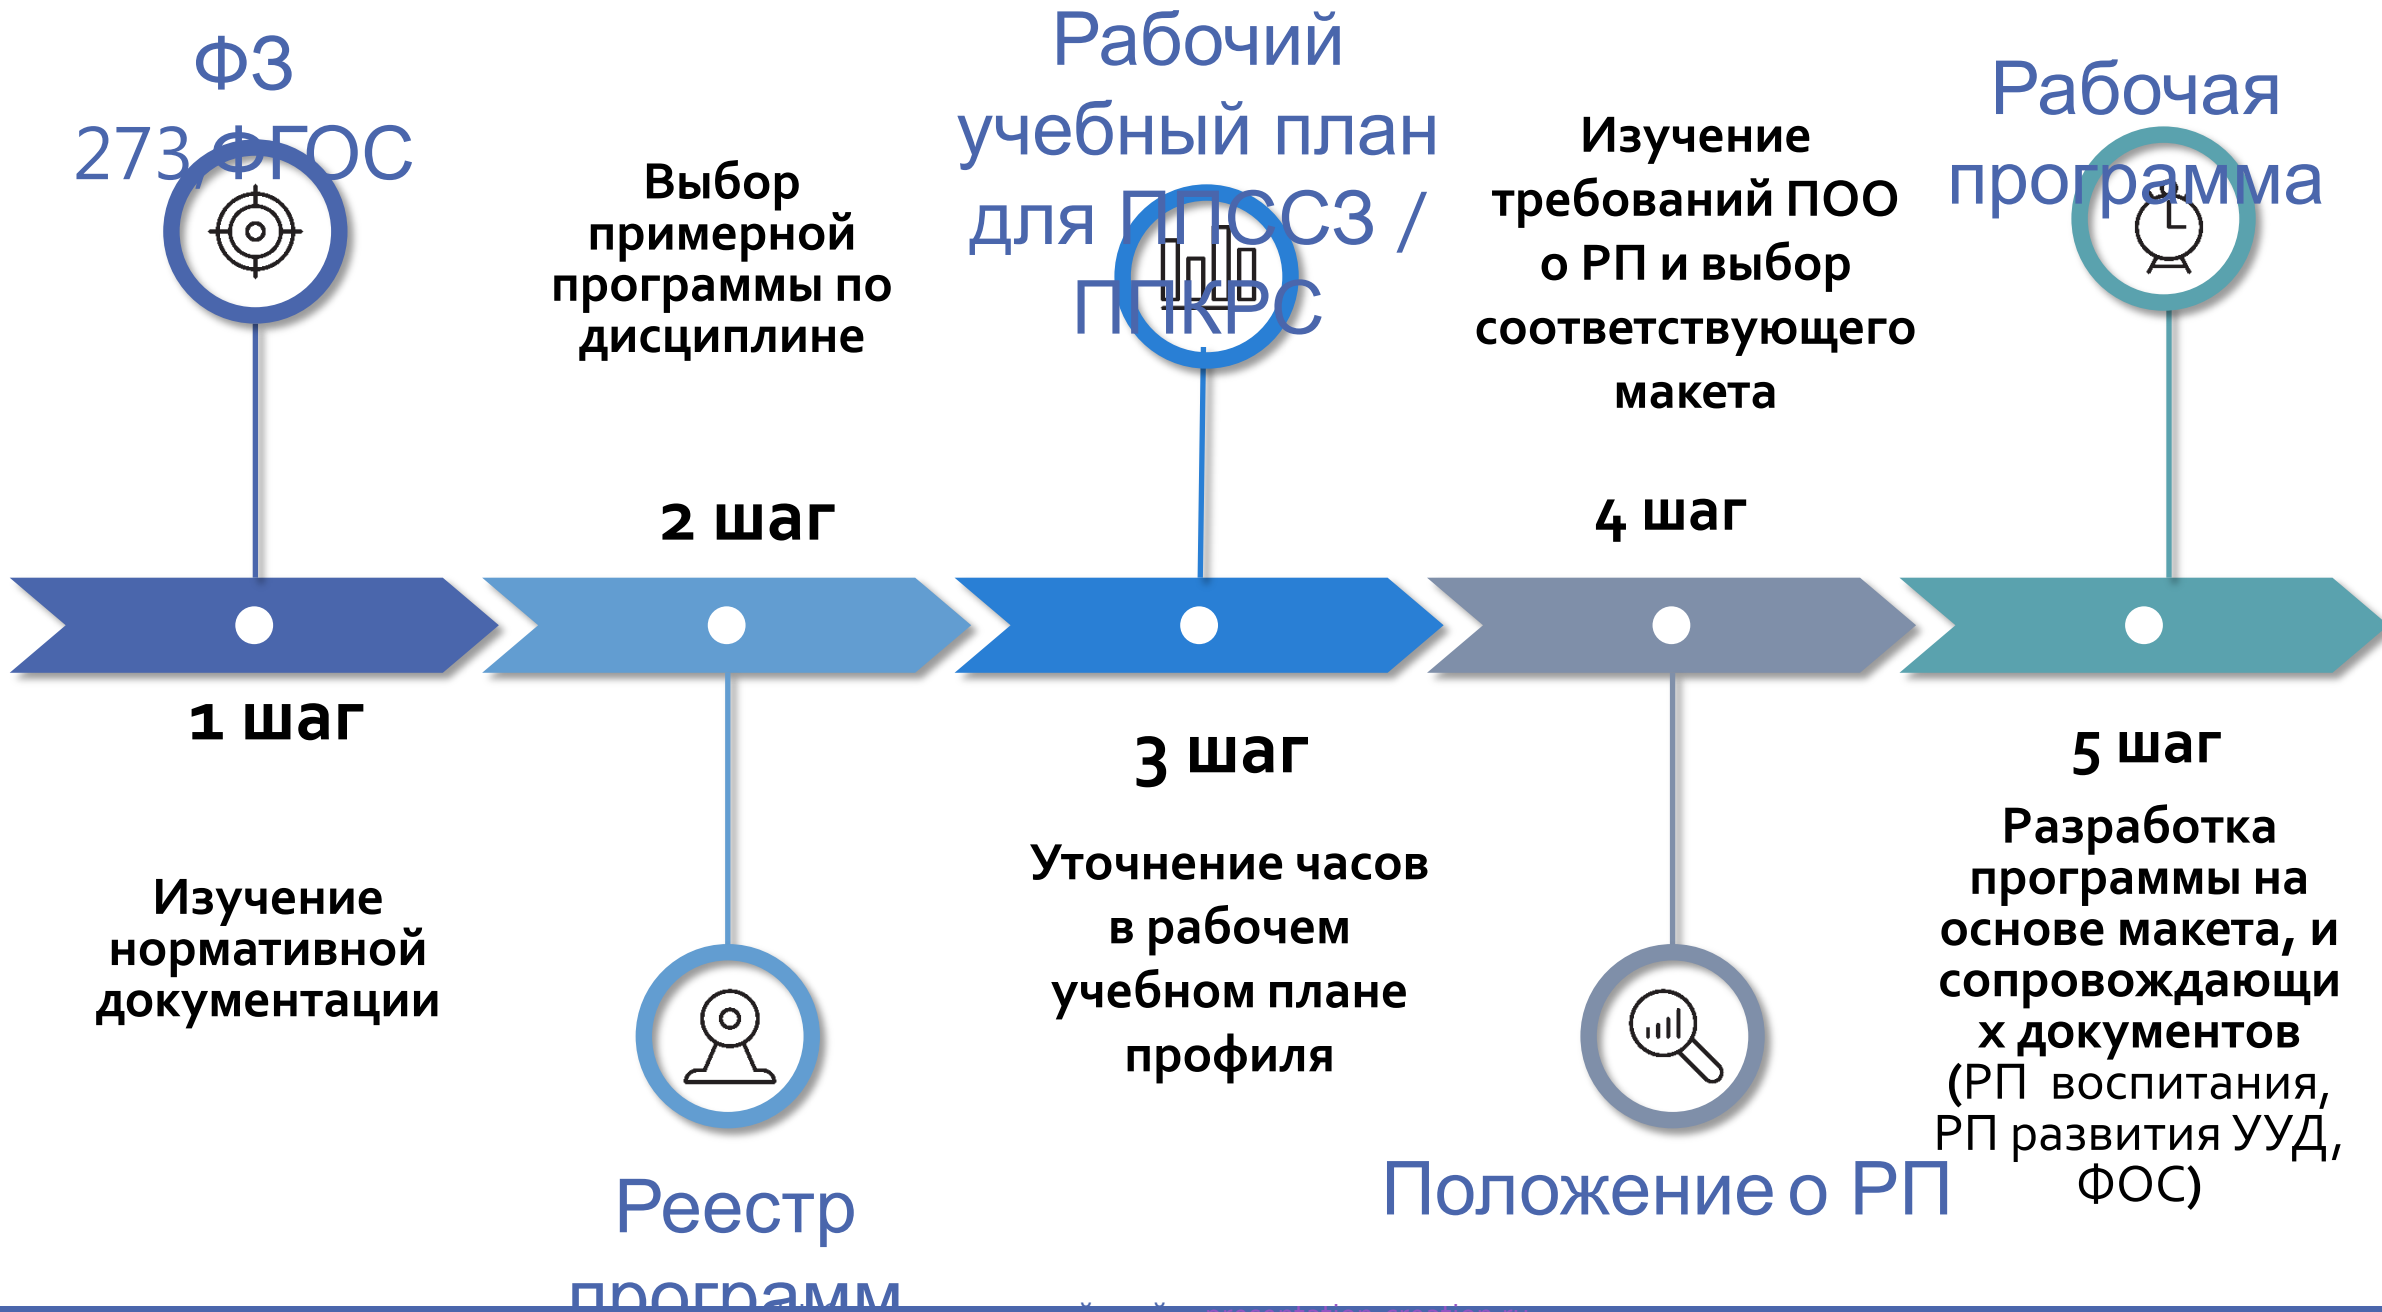 ФЗ
273,ФГОС
1 шаг
Изучение
нормативной
документации
Выбор
примерной
программы по
дисциплине
2 шаг
Реестр
программ
Рабочий
учебный план
для ППССЗ /
ППКРС
3 шаг
Уточнение часов
в рабочем
учебном плане
профиля
Изучение
требований ПОО
о РП и выбор
соответствующего
макета
4 шаг
Положение о РП
Рабочая
программа
5 шаг
Разработка
программы на
основе макета, и
сопровождающи
х документов
(РП воспитания,
РП развития УУД,
ФОС)